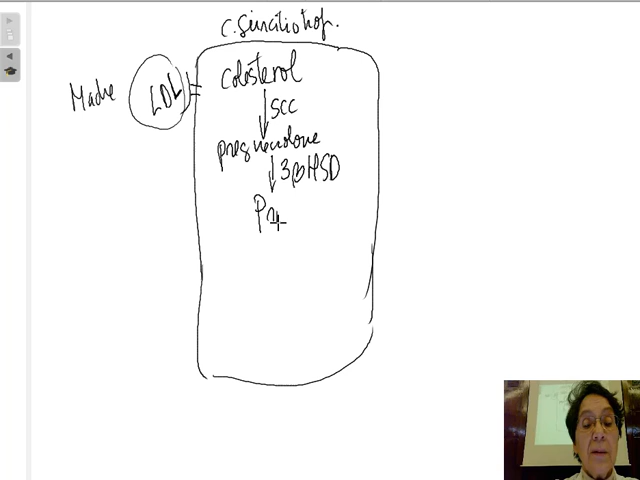 c. Sinciliotrof.
Madre
LDL
Colesterol
SCC
pregnenolone
3βHSD
P4